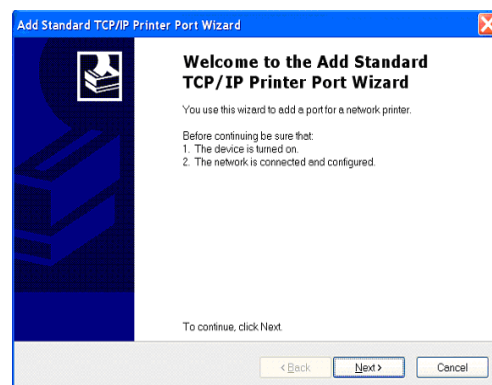 Add Standard TCP/IP Printer Port Wizard
Welcome to the Add Standard
TCP/IP Printer Port Wizard
You use this wizard to add a port for a network printer.
Before continuing be sure that:
1. The device is turned on.
2. The network is connected and configured.
To continue, click Next.
< Back Next > Cancel